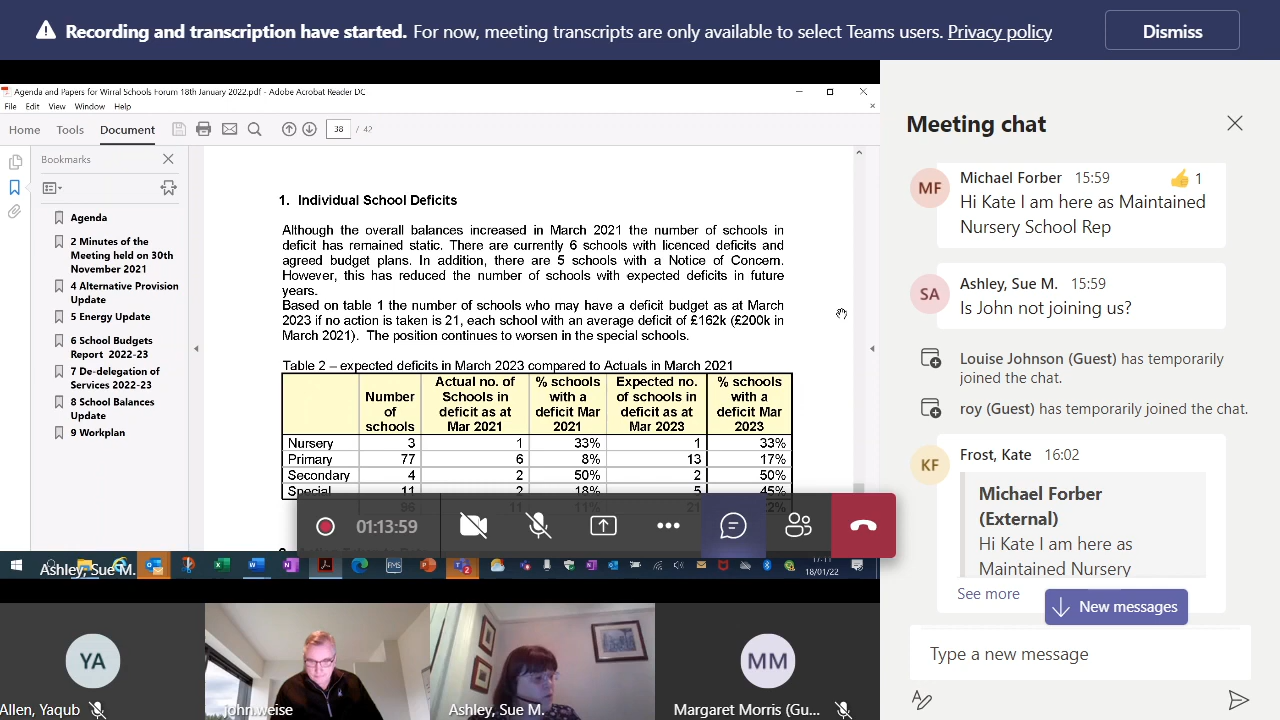 Recording and transcription have started. For now, meeting transcripts are only available to select Teams users. Privacy policy
Dismiss
Agenda and Papers for Wirral Schools Forum 18th January 2022.pdf - Adobe Acrobat Reader DC
File Edit View Window Help
Home Tools Document 38 / 42
Bookmarks
Agenda
2 Minutes of the
Meeting held on 30th
November 2021
4 Alternative Provision
Update
5 Energy Update
6 School Budgets
Report 2022-23
7 De-delegation of
Services 2022-23
8 School Balances
Update
9 Workplan
1. Individual School Deficits
Although the overall balances increased in March 2021 the number of schools in
deficit has remained static. There are currently 6 schools with licenced deficits and
agreed budget plans. In addition, there are 5 schools with a Notice of Concern.
However, this has reduced the number of schools with expected deficits in future
years.
Based on table 1 the number of schools who may have a deficit budget as at March
2023 if no action is taken is 21, each school with an average deficit of £162k (£200k in
March 2021). The position continues to worsen in the special schools.
Table 2 – expected deficits in March 2023 compared to Actuals in March 2021
Number of schools
Actual no. of Schools in deficit as at Mar 2021
% schools with a deficit Mar 2021
Expected no. of schools in deficit as at Mar 2023
% schools with a deficit Mar 2023
Nursery 3 1 33% 1 33%
Primary 77 6 8% 13 17%
Secondary 4 2 50% 2 50%
Special 11 2 18% 5 45%
01:13:59
Ashley, Sue M.
FMS
18/01/22
YA
Allen, Yaqub
john.weise
Ashley, Sue M.
MM
Margaret Morris (Gu...
Meeting chat
MF
Michael Forber 15:59
1
Hi Kate I am here as Maintained
Nursery School Rep
SA
Ashley, Sue M. 15:59
Is John not joining us?
Louise Johnson (Guest) has temporarily
joined the chat.
roy (Guest) has temporarily joined the chat.
KF
Frost, Kate 16:02
Michael Forber
(External)
Hi Kate I am here as
Maintained Nursery
See more
New messages
Type a new message